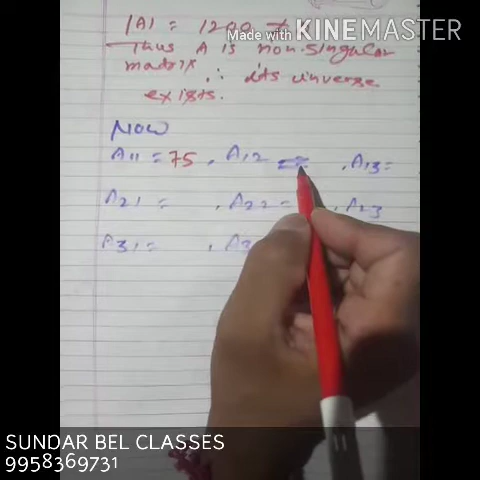 |A| = 1200 ≠
Made with KINEMASTER
Thus A is non-singular
matrix ∴ its inverse
exists.
Now
A11 = 75 , A12 = , A13 =
A21 = , A22 = , A23
A31 = , A3
SUNDAR BEL CLASSES
9958369731